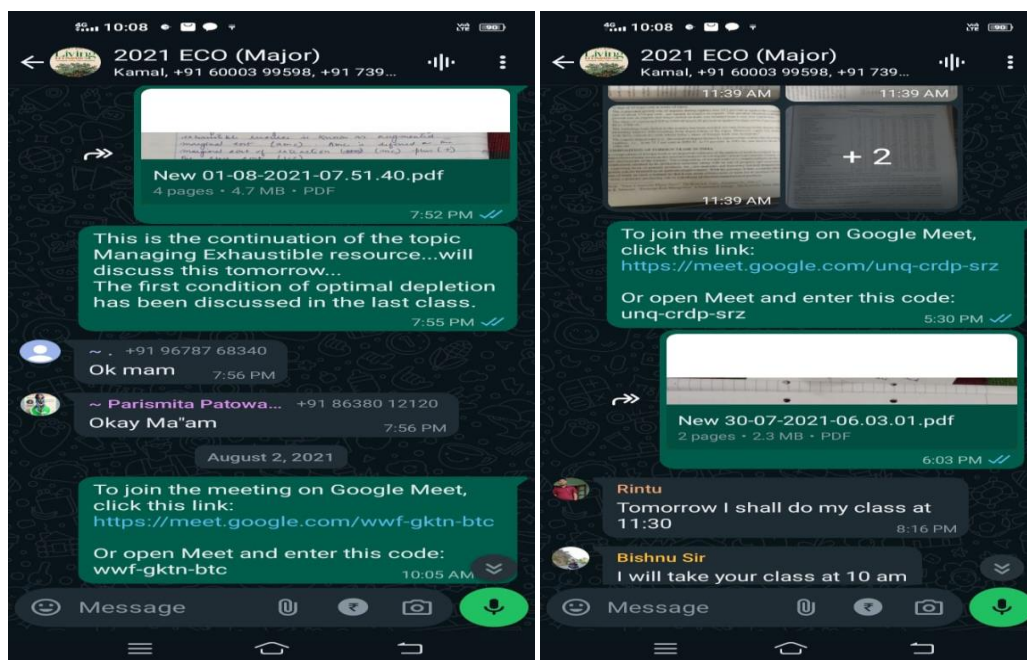 4G 10:08
VoLTE 90
2021 ECO (Major)
Kamal, +91 60003 99598, +91 739...
New 01-08-2021-07.51.40.pdf
4 pages • 4.7 MB • PDF
7:52 PM
This is the continuation of the topic
Managing Exhaustible resource...will
discuss this tomorrow...
The first condition of optimal depletion
has been discussed in the last class.
7:55 PM
~ . +91 96787 68340
Ok mam 7:56 PM
~ Parismita Patowa... +91 86380 12120
Okay Ma"am 7:56 PM
August 2, 2021
To join the meeting on Google Meet,
click this link:
https://meet.google.com/wwf-gktn-btc
Or open Meet and enter this code:
wwf-gktn-btc 10:05 AM
Message
4G 10:08
VoLTE 90
2021 ECO (Major)
Kamal, +91 60003 99598, +91 739...
11:39 AM 11:39 AM
+ 2
11:39 AM
To join the meeting on Google Meet,
click this link:
https://meet.google.com/unq-crdp-srz
Or open Meet and enter this code:
unq-crdp-srz 5:30 PM
New 30-07-2021-06.03.01.pdf
2 pages • 2.3 MB • PDF
6:03 PM
Rintu
Tomorrow I shall do my class at
11:30 8:16 PM
Bishnu Sir
I will take your class at 10 am
Message